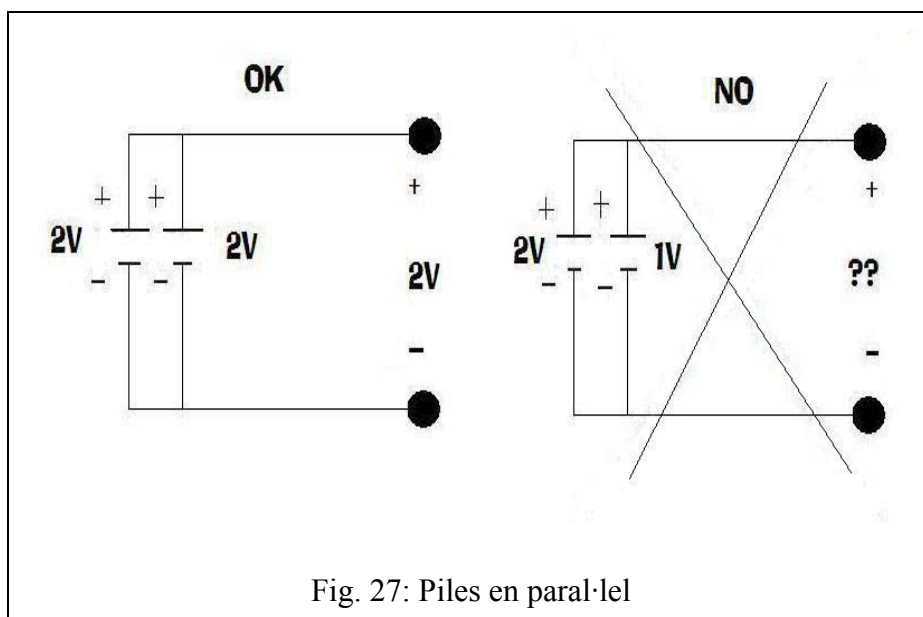 OK
+ +
2V 2V
- -
+
2V
-
NO
+ +
2V 1V
- -
+
??
-
Fig. 27: Piles en paral·lel